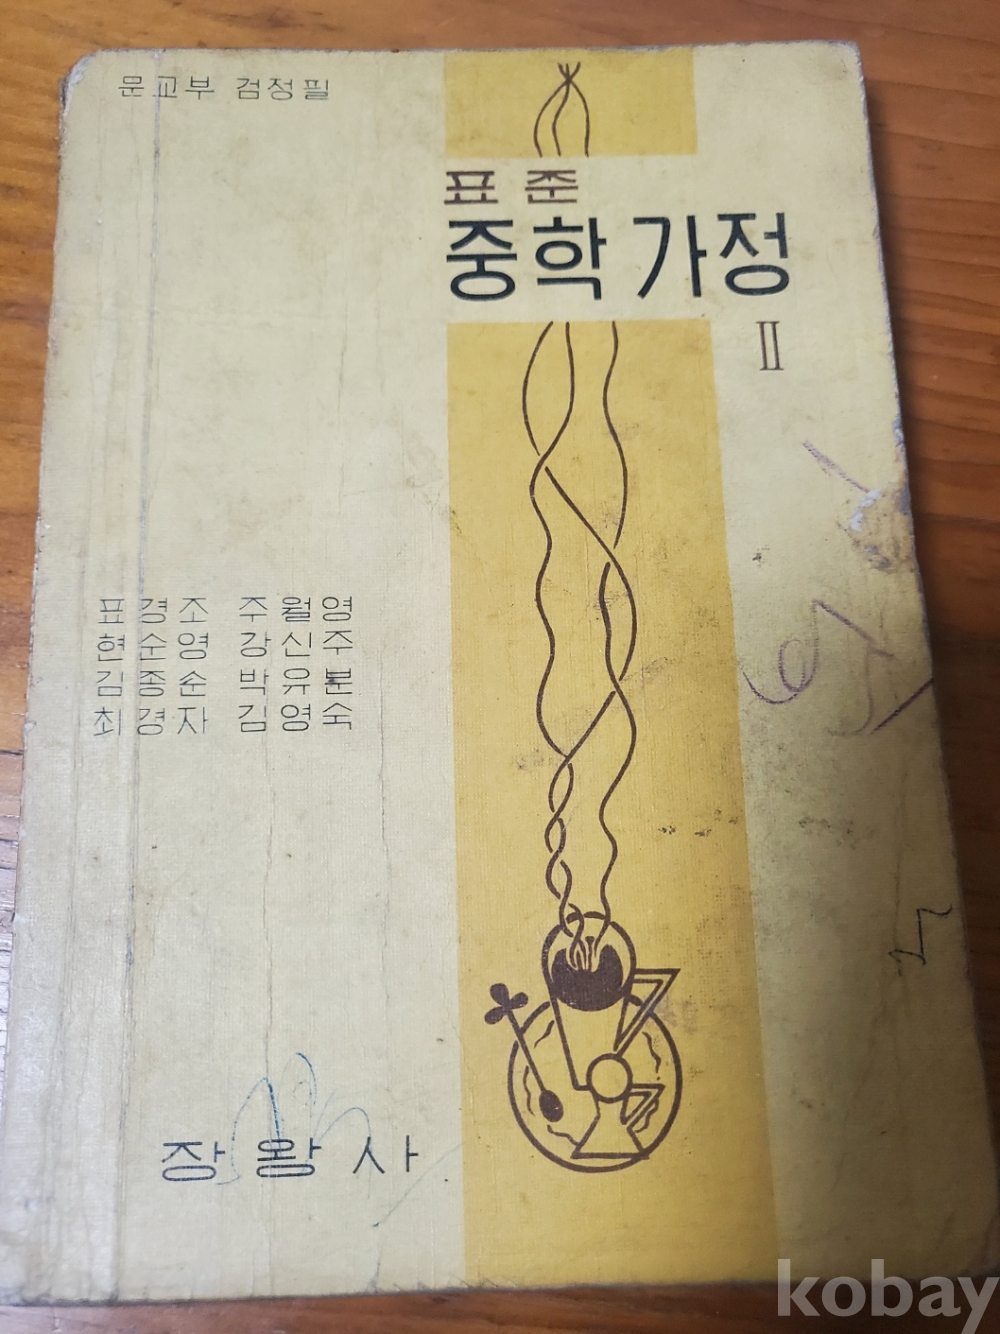 문교부 검정필
표준
중학 가정
Ⅱ
표경조 주월영
현순영 강신주
김종순 박유분
최경자 김영숙
장왕사
kobay